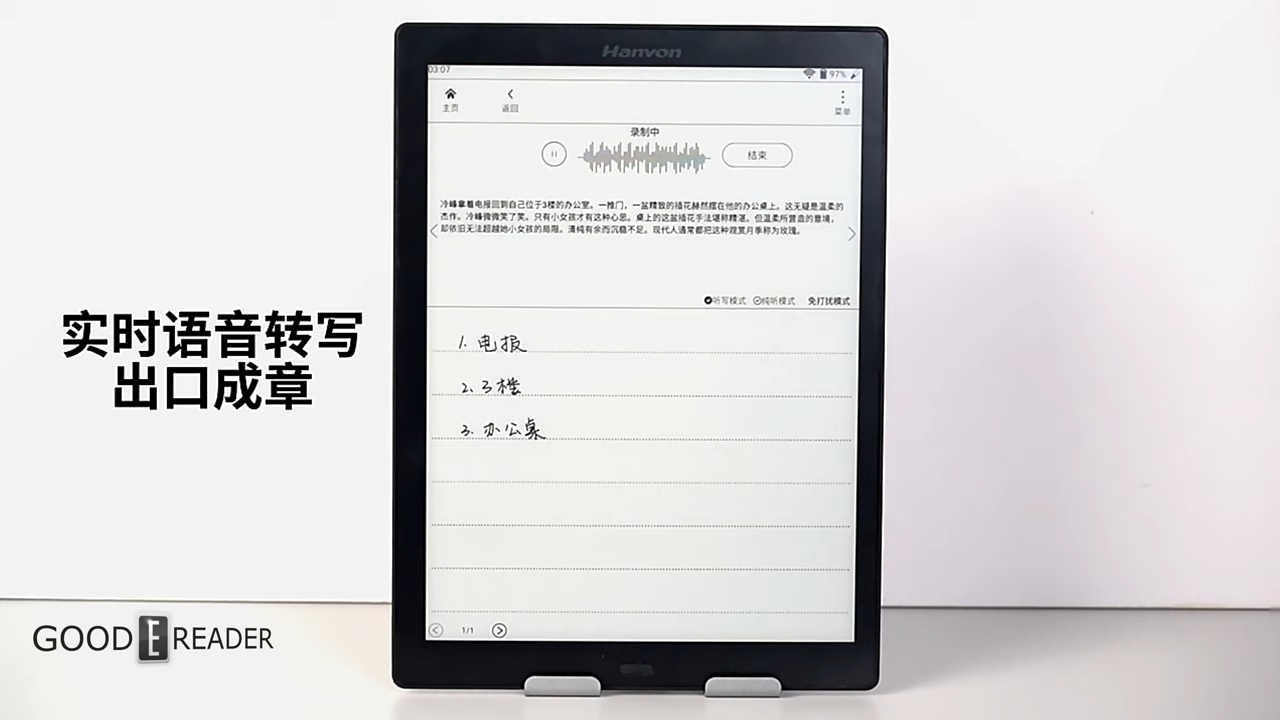 Hanvon
03:07
97%
主页
返回
菜单
录制中
结束
冷峰拿着电报回到自己位于3楼的办公室。一推门，一盆精致的插花赫然摆在他的办公桌上。这无疑是温柔的
杰作。冷峰微微笑了笑。只有小女孩才有这种心思。桌上的这盆插花手法堪称精湛。但温柔所营造的意境，
却依旧无法超越她小女孩的局限。清纯有余而沉稳不足。现代人通常都把这种观赏月季称为玫瑰。
听写模式 纯听模式 免打扰模式
实时语音转写
出口成章
1. 电报
2. 3楼
3. 办公桌
1/1
GOOD E READER